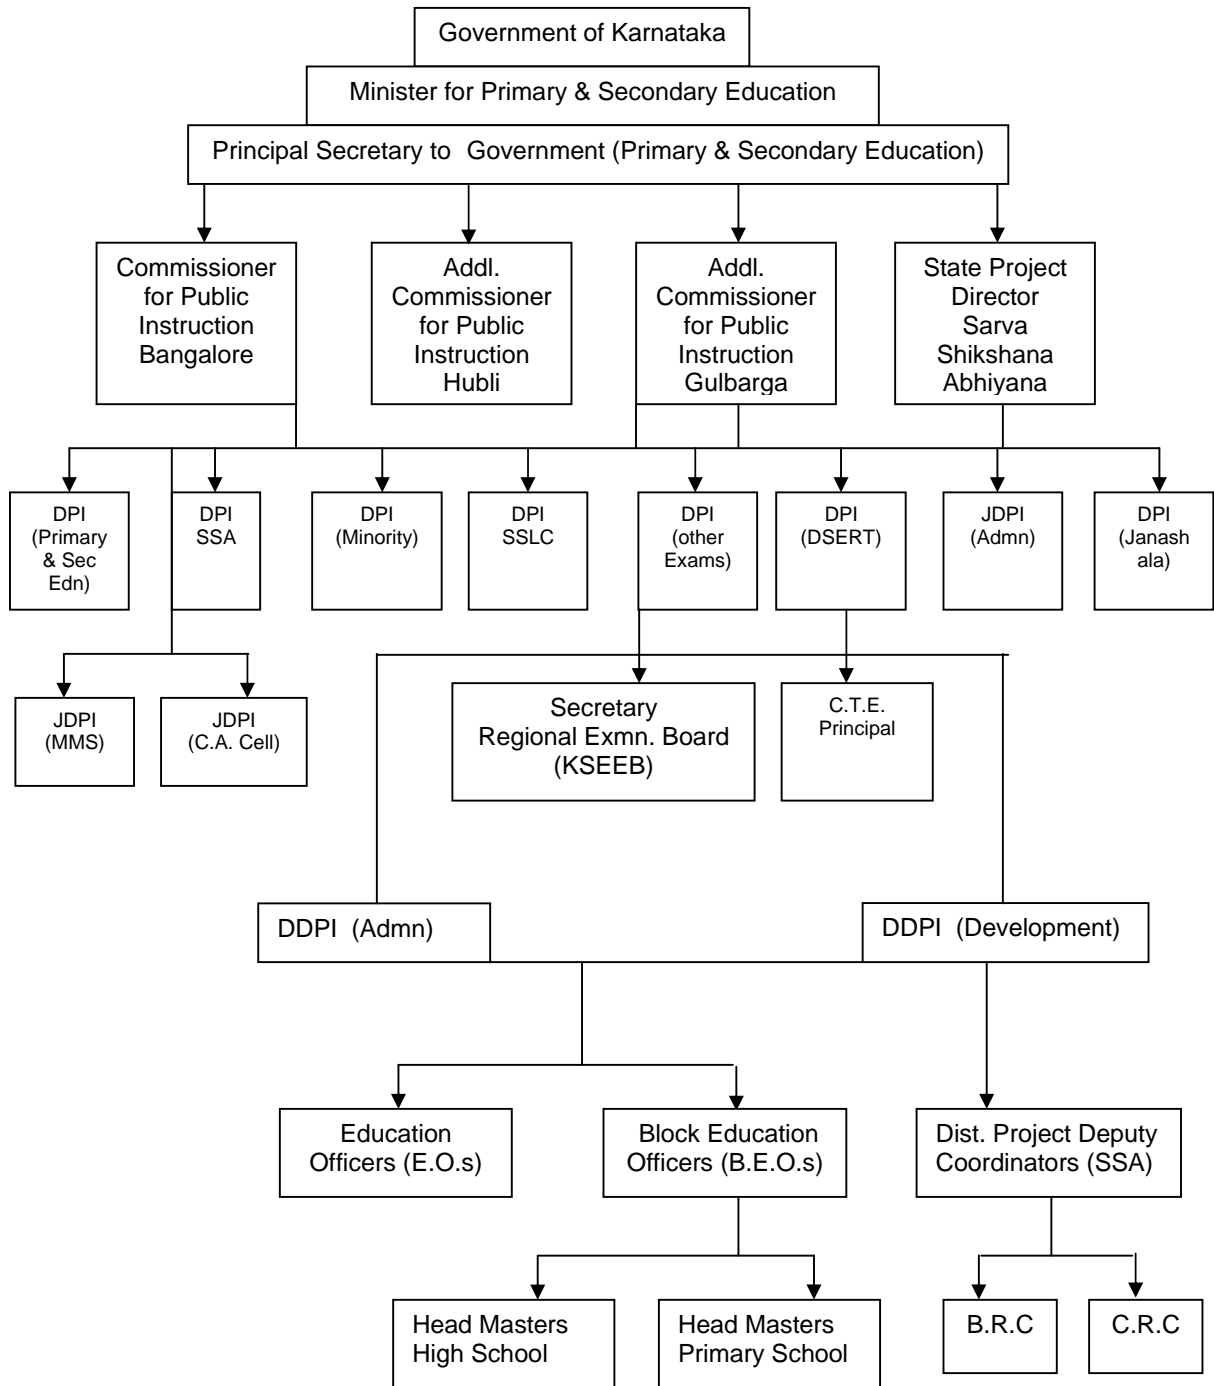 Government of Karnataka
Minister for Primary & Secondary Education
Principal Secretary to Government (Primary & Secondary Education)
Commissioner
for Public
Instruction
Bangalore
Addl.
Commissioner
for Public
Instruction
Hubli
Addl.
Commissioner
for Public
Instruction
Gulbarga
State Project
Director
Sarva
Shikshana
Abhiyana
DPI
(Primary
& Sec
Edn)
DPI
SSA
DPI
(Minority)
DPI
SSLC
DPI
(other
Exams)
DPI
(DSERT)
JDPI
(Admn)
DPI
(Janash
ala)
JDPI
(MMS)
JDPI
(C.A. Cell)
Secretary
Regional Exmn. Board
(KSEEB)
C.T.E.
Principal
DDPI (Admn)
DDPI (Development)
Education
Officers (E.O.s)
Block Education
Officers (B.E.O.s)
Dist. Project Deputy
Coordinators (SSA)
Head Masters
High School
Head Masters
Primary School
B.R.C
C.R.C